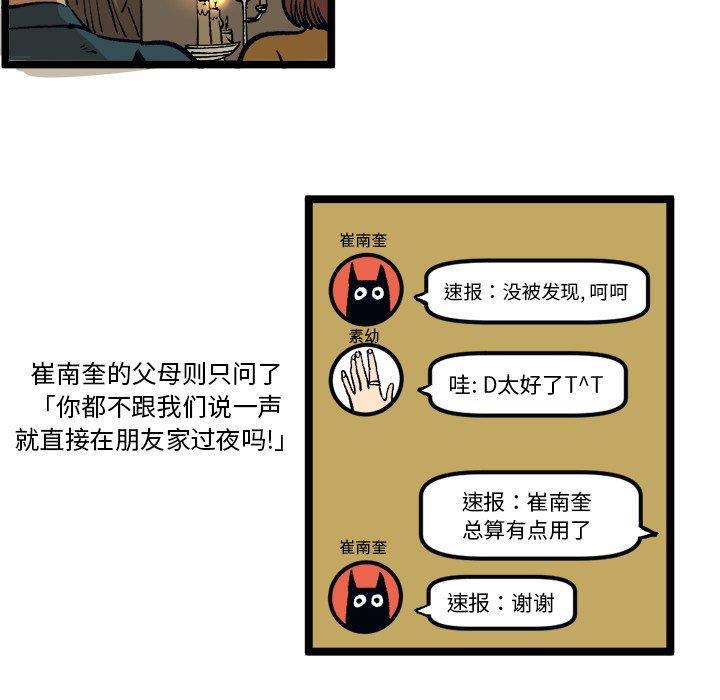 崔南奎的父母则只问了
「你都不跟我们说一声
就直接在朋友家过夜吗!」
崔南奎
速报：没被发现, 呵呵
素幼
哇: D太好了T^T
速报：崔南奎
总算有点用了
崔南奎
速报：谢谢